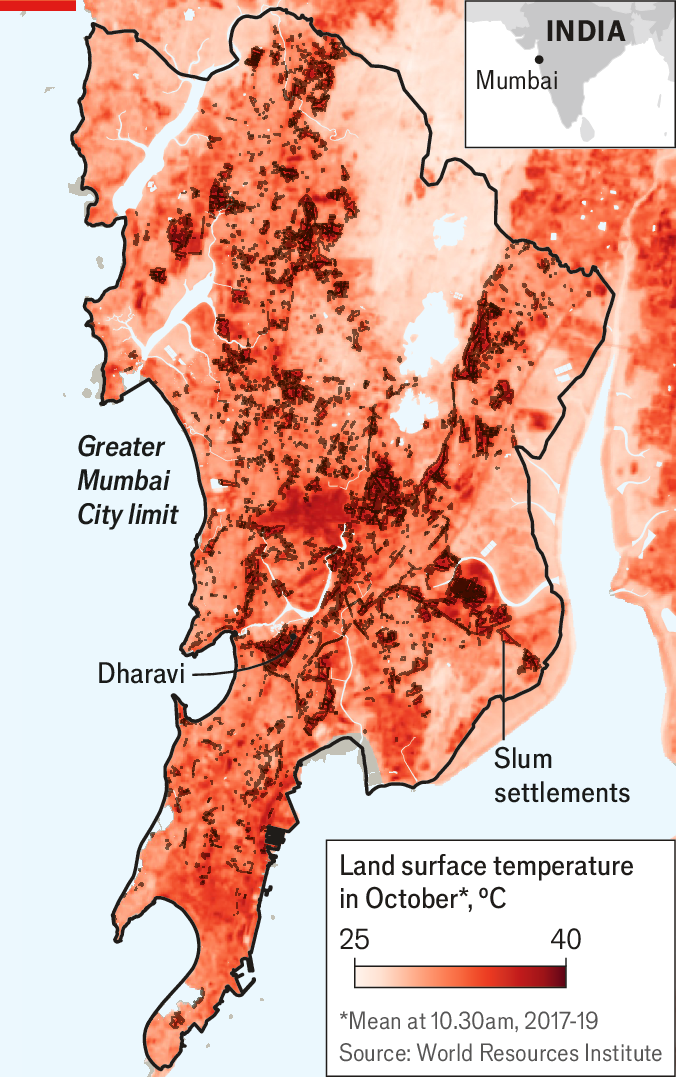 INDIA
Mumbai
Greater
Mumbai
City limit
Dharavi
Slum
settlements
Land surface temperature
in October*, ºC
25 40
*Mean at 10.30am, 2017-19
Source: World Resources Institute